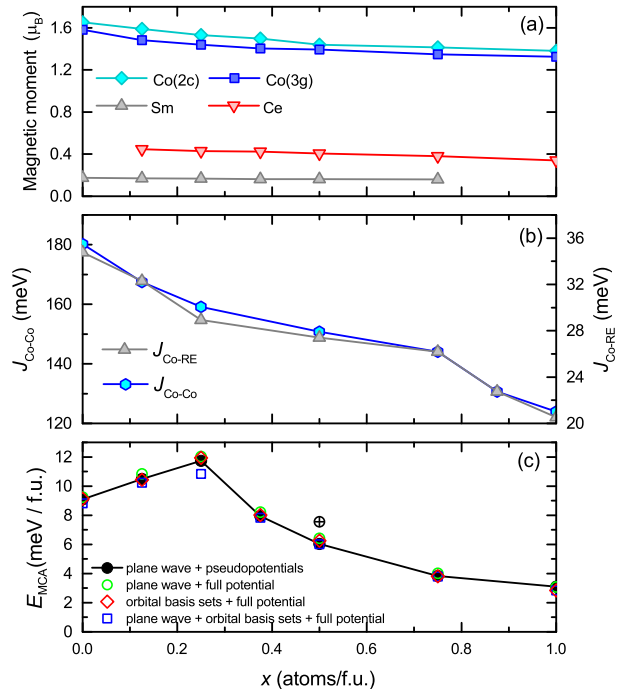 (a)
Magnetic moment (μB)
1.6
1.2
0.8
0.4
0.0
Co(2c) Co(3g)
Sm Ce
(b)
JCo-Co (meV)
180
160
140
120
JCo-RE
JCo-Co
36
32
28
24
20
JCo-RE (meV)
(c)
EMCA(meV / f.u.)
12
10
8
6
4
2
0
plane wave + pseudopotentials
plane wave + full potential
orbital basis sets + full potential
plane wave + orbital basis sets + full potential
0.0 0.2 0.4 0.6 0.8 1.0
x (atoms/f.u.)